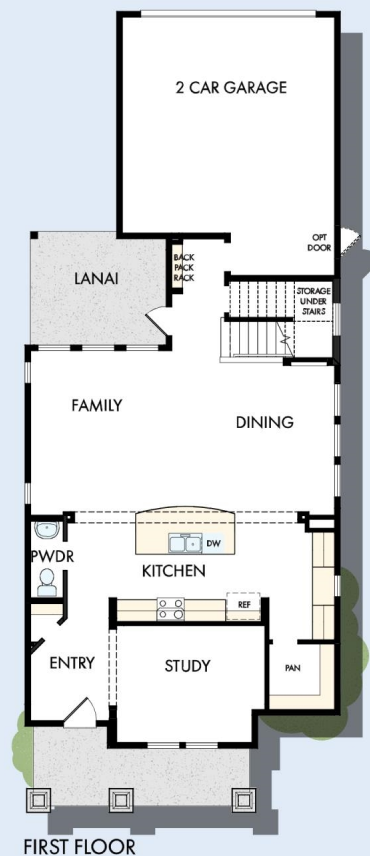 2 CAR GARAGE
OPT
DOOR
BACK
PACK
RACK
LANAI
STORAGE
UNDER
STAIRS
FAMILY
DINING
PWDR
DW
KITCHEN
REF
ENTRY
STUDY
PAN
FIRST FLOOR